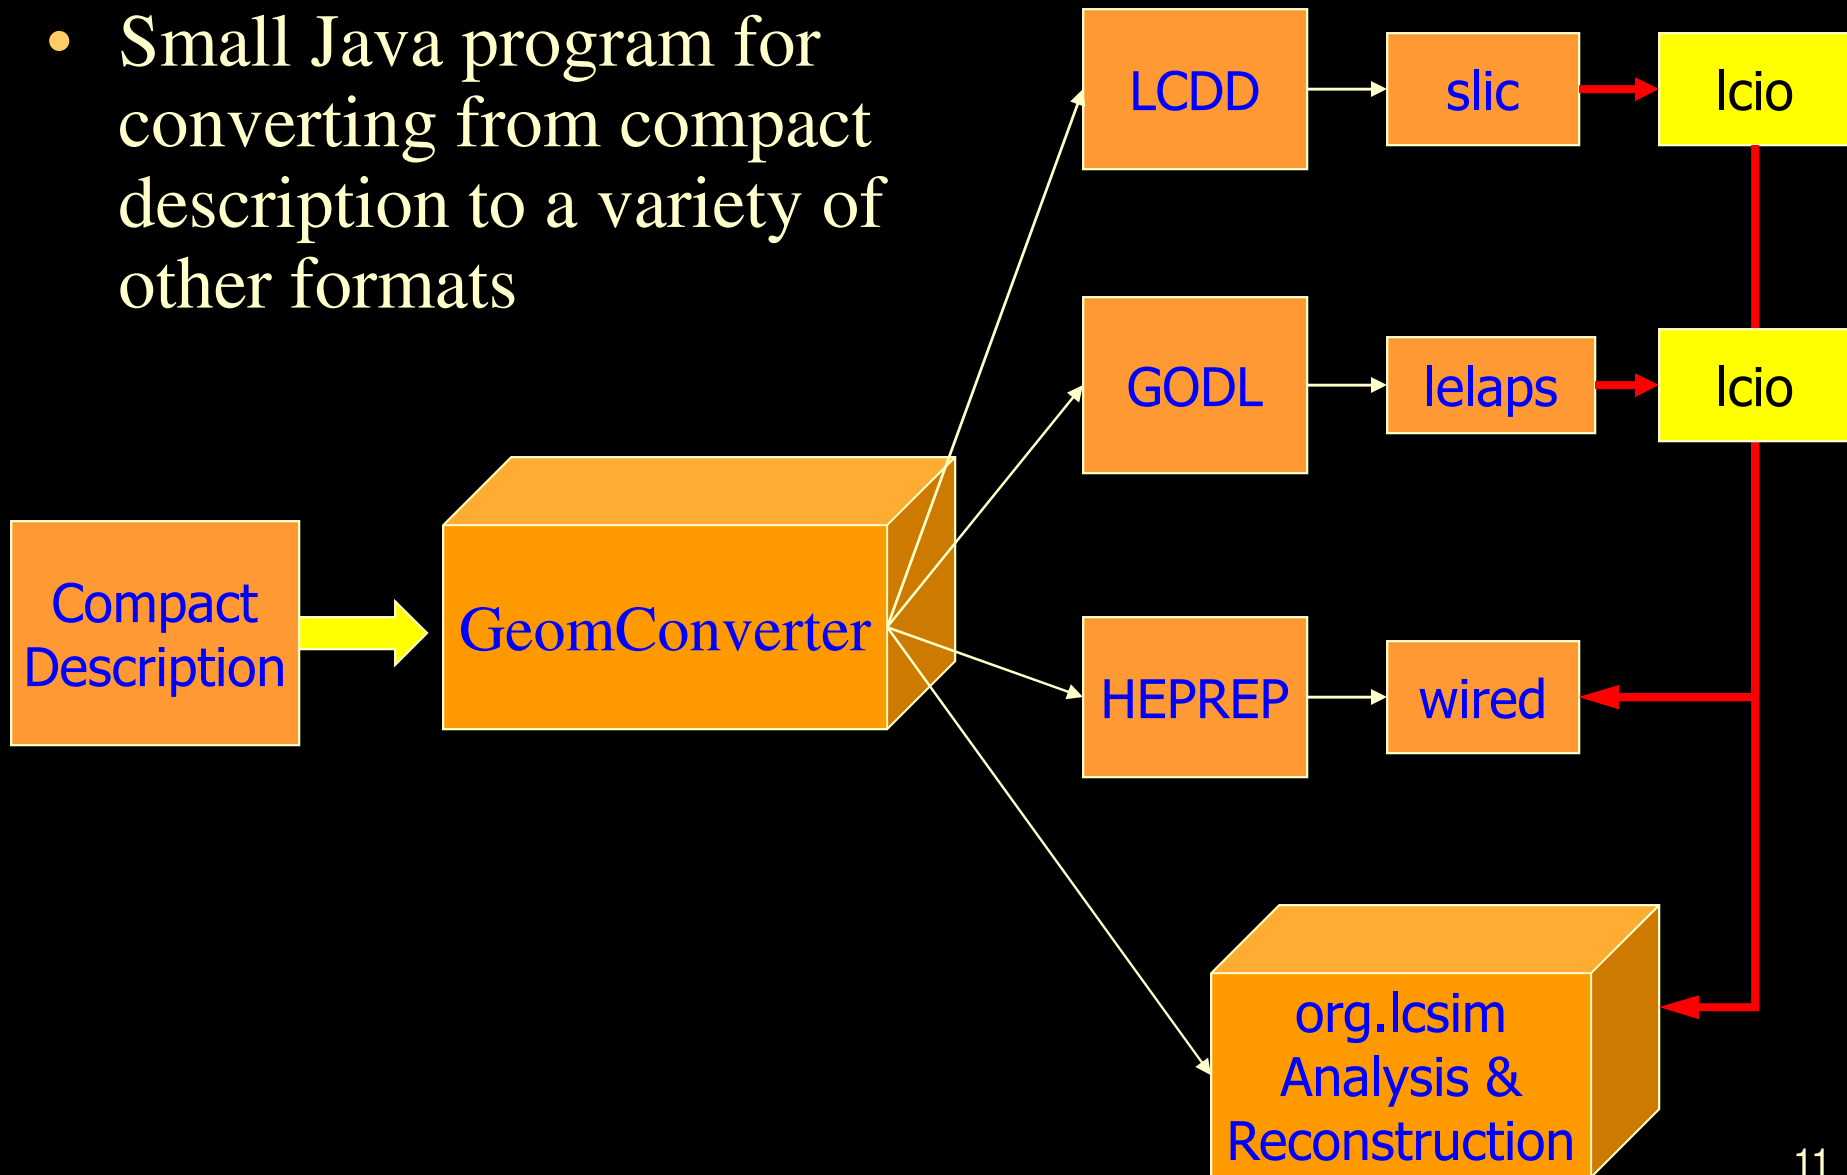 • Small Java program for
converting from compact
description to a variety of
other formats
LCDD
slic
lcio
GODL
lelaps
lcio
Compact
Description
GeomConverter
HEPREP
wired
org.lcsim
Analysis &
Reconstruction
11